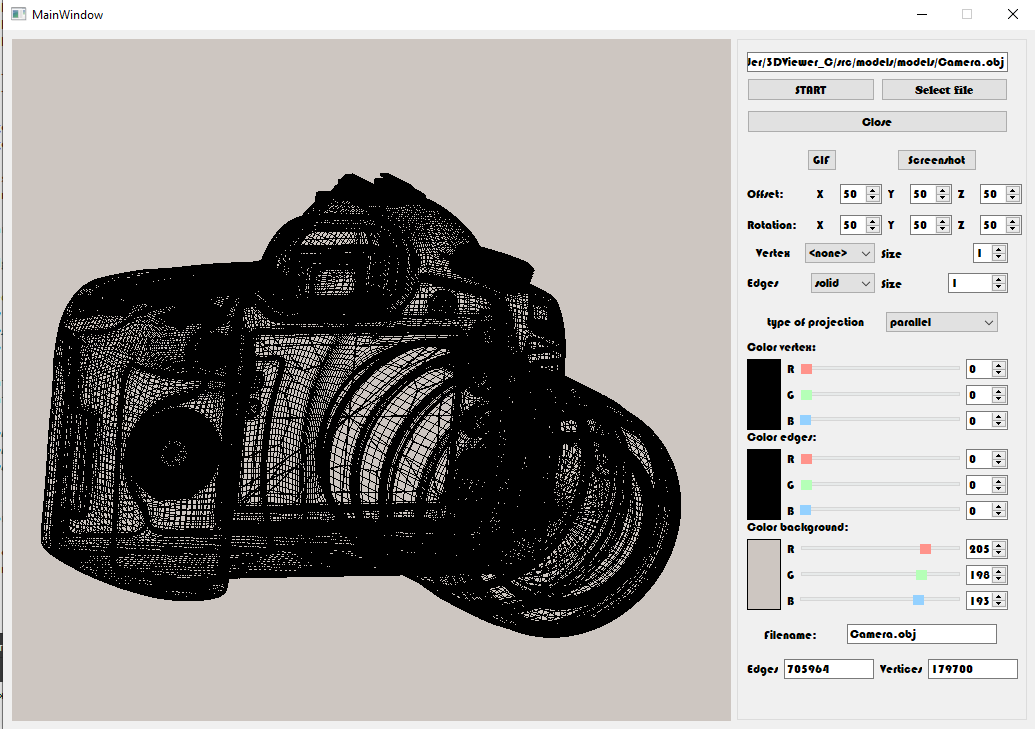 MainWindow
Jer/3DViewer_C/src/models/models/Camera.obj
START Select file
Close
GIF Screenshot
Offset: X 50 Y 50 Z 50
Rotation: X 50 Y 50 Z 50
Vertex <none> Size 1
Edges solid Size 1
type of projection parallel
Color vertex:
R 0
G 0
B 0
Color edges:
R 0
G 0
B 0
Color background:
R 205
G 198
B 193
Filename: Camera.obj
Edges 705964 Vertices 179700